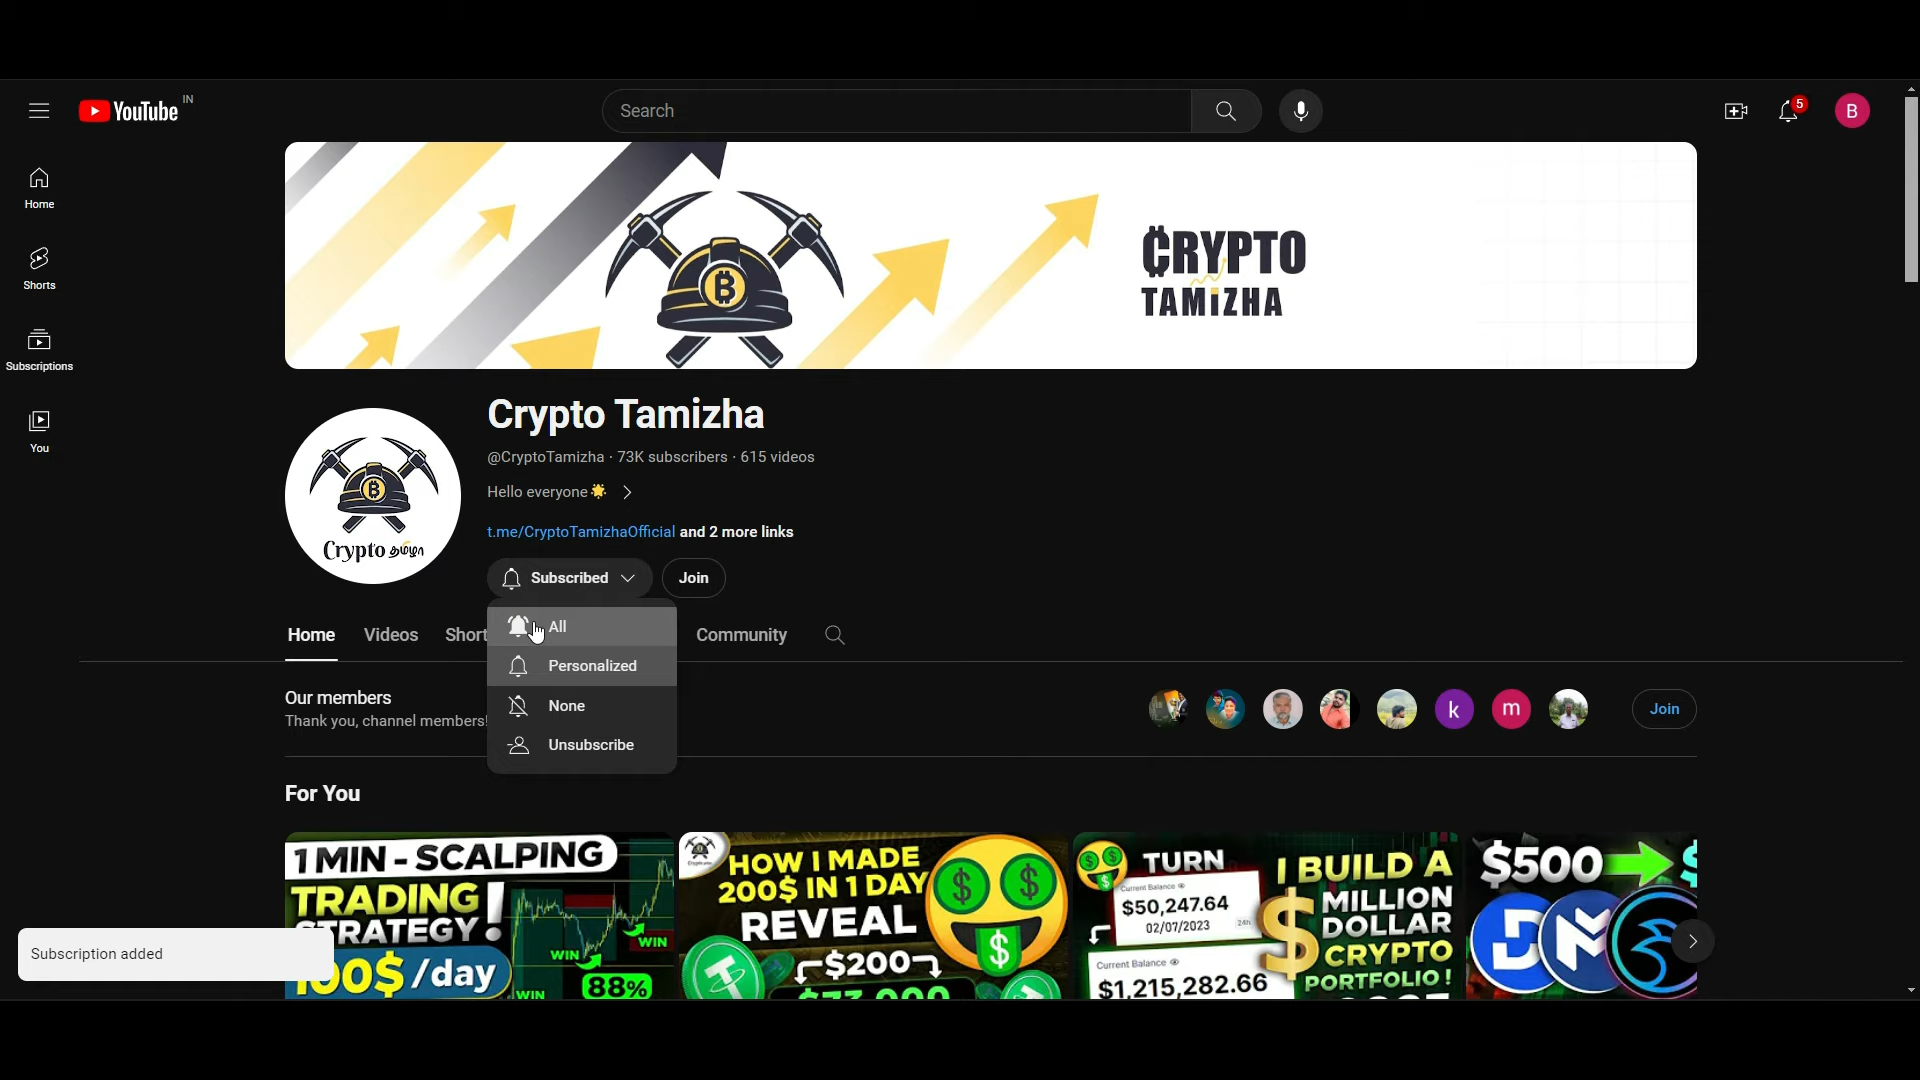 YouTube IN
Search
5
B
Home
Shorts
Subscriptions
You
₿
CRYPTO
TAMIZHA
₿
Crypto தமிழா
Crypto Tamizha
@CryptoTamizha · 73K subscribers · 615 videos
Hello everyone🌟
t.me/CryptoTamizhaOfficial and 2 more links
Subscribed
Join
All
Personalized
None
Unsubscribe
Home
Videos
Short
Community
Our members
Thank you, channel members!
k
m
Join
For You
1 MIN - SCALPING
TRADING
STRATEGY !
100$ /day
WIN
WIN
WIN
88%
HOW I MADE
200$ IN 1 DAY
REVEAL
$200
TURN
Current Balance
$50,247.64
02/07/2023
24h
Current Balance
$1,215,282.66
I BUILD A
MILLION
DOLLAR
CRYPTO
PORTFOLIO !
$500
Subscription added